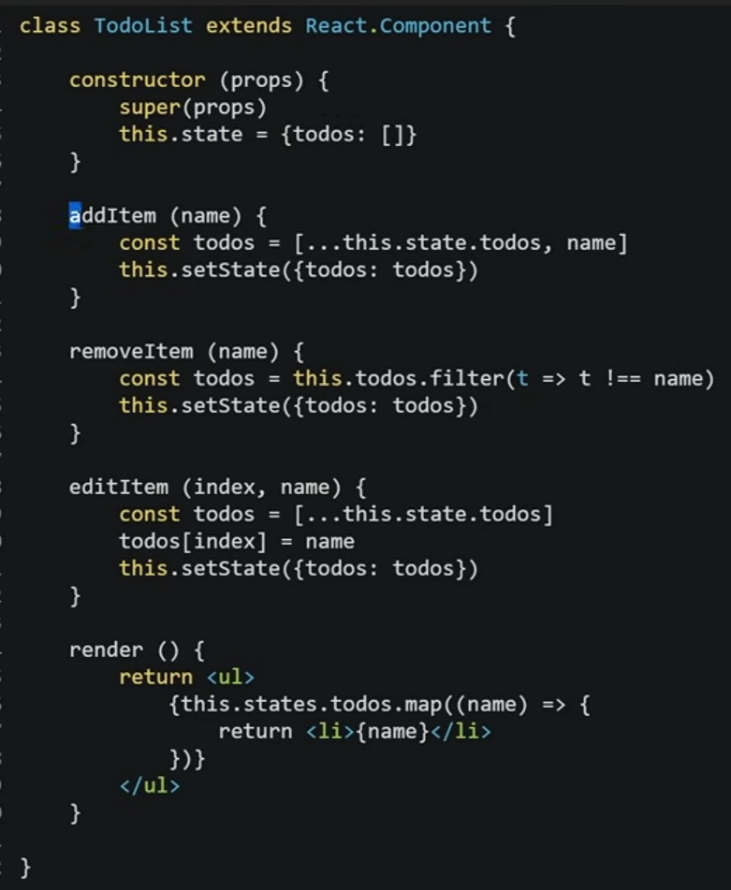 class TodoList extends React.Component {
constructor (props) {
super(props)
this.state = {todos: []}
}
addItem (name) {
const todos = [...this.state.todos, name]
this.setState({todos: todos})
}
removeItem (name) {
const todos = this.todos.filter(t => t !== name)
this.setState({todos: todos})
}
editItem (index, name) {
const todos = [...this.state.todos]
todos[index] = name
this.setState({todos: todos})
}
render () {
return <ul>
{this.states.todos.map((name) => {
return <li>{name}</li>
})}
</ul>
}
}